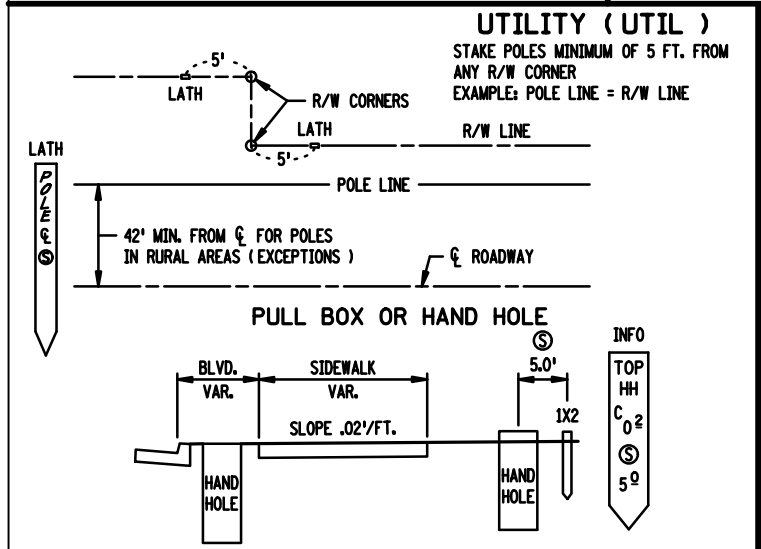 UTILITY ( UTIL )
STAKE POLES MINIMUM OF 5 FT. FROM
ANY R/W CORNER
EXAMPLE: POLE LINE = R/W LINE
5'
LATH
R/W CORNERS
LATH
R/W LINE
5'
LATH
POLE ℄ Ⓢ
POLE LINE
42' MIN. FROM ℄ FOR POLES
IN RURAL AREAS ( EXCEPTIONS )
℄ ROADWAY
PULL BOX OR HAND HOLE
BLVD.
VAR.
SIDEWALK
VAR.
SLOPE .02'/FT.
HAND
HOLE
Ⓢ
5.0'
1X2
HAND
HOLE
INFO
TOP
HH
C 0²
Ⓢ
5º